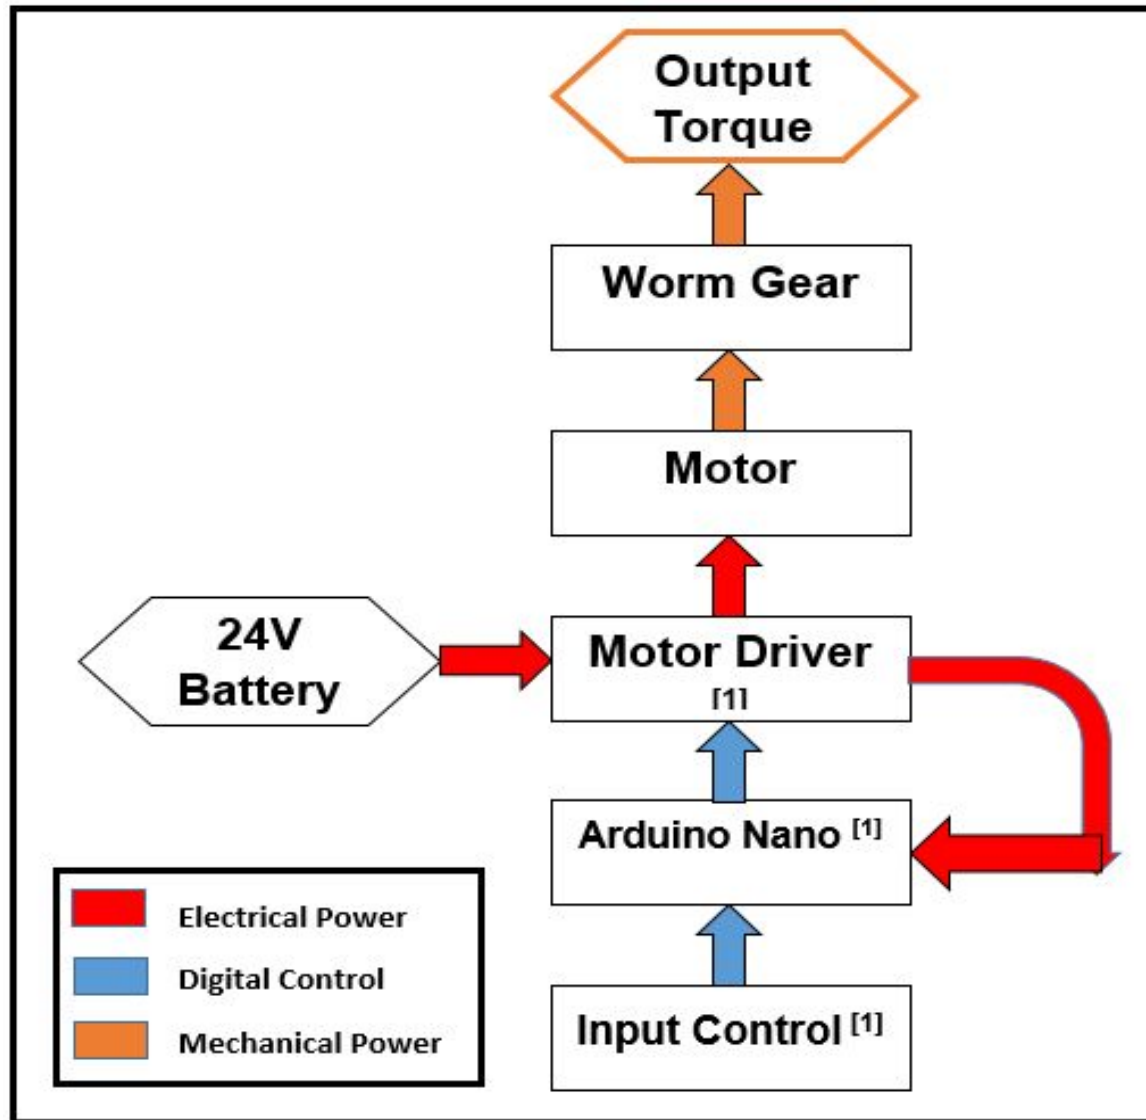 Output
Torque
Worm Gear
Motor
24V
Battery
Motor Driver
[1]
Arduino Nano [1]
Input Control [1]
Electrical Power
Digital Control
Mechanical Power